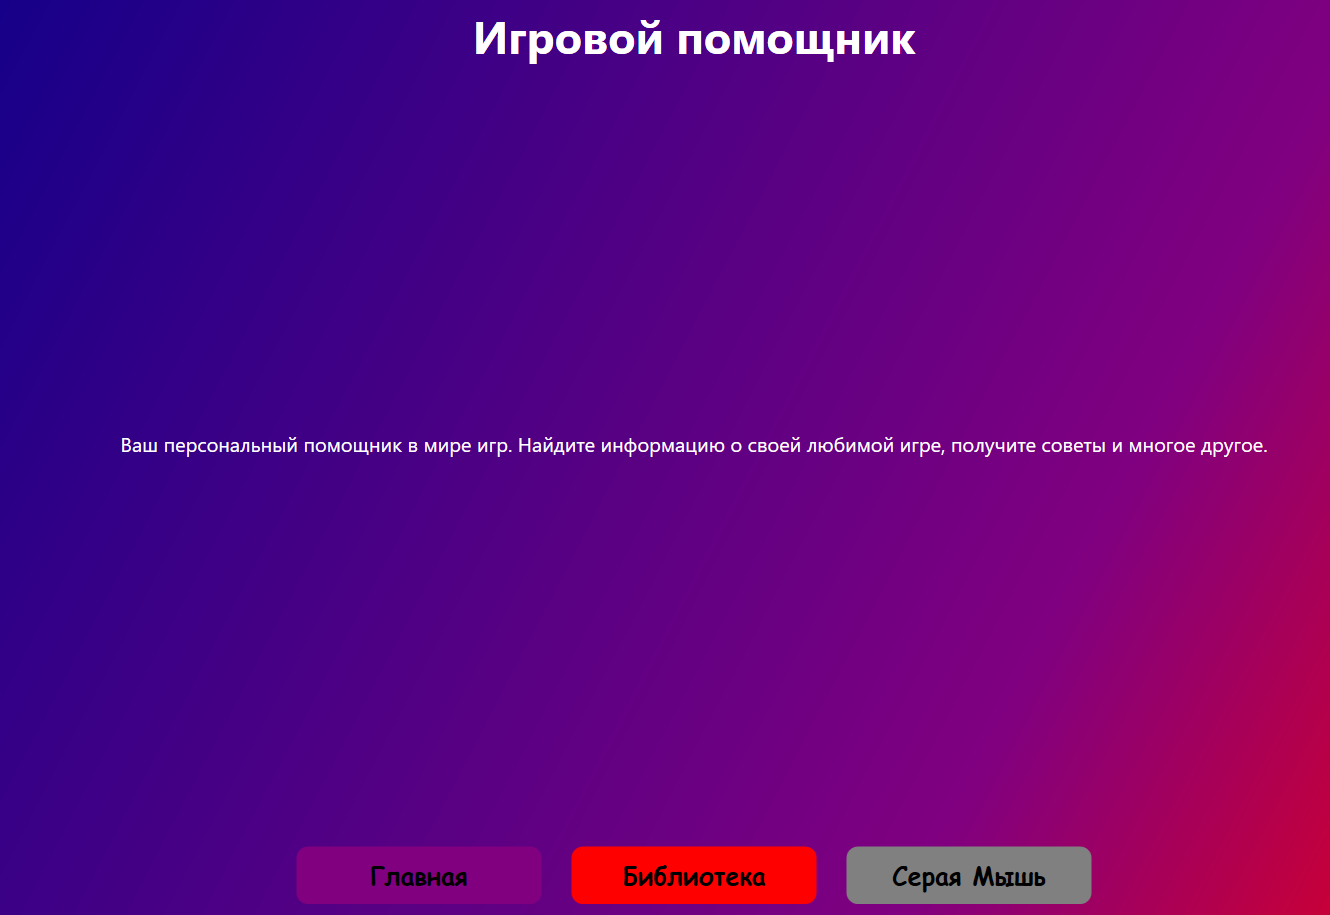 Игровой помощник
Ваш персональный помощник в мире игр. Найдите информацию о своей любимой игре, получите советы и многое другое.
Главная
Библиотека
Серая Мышь